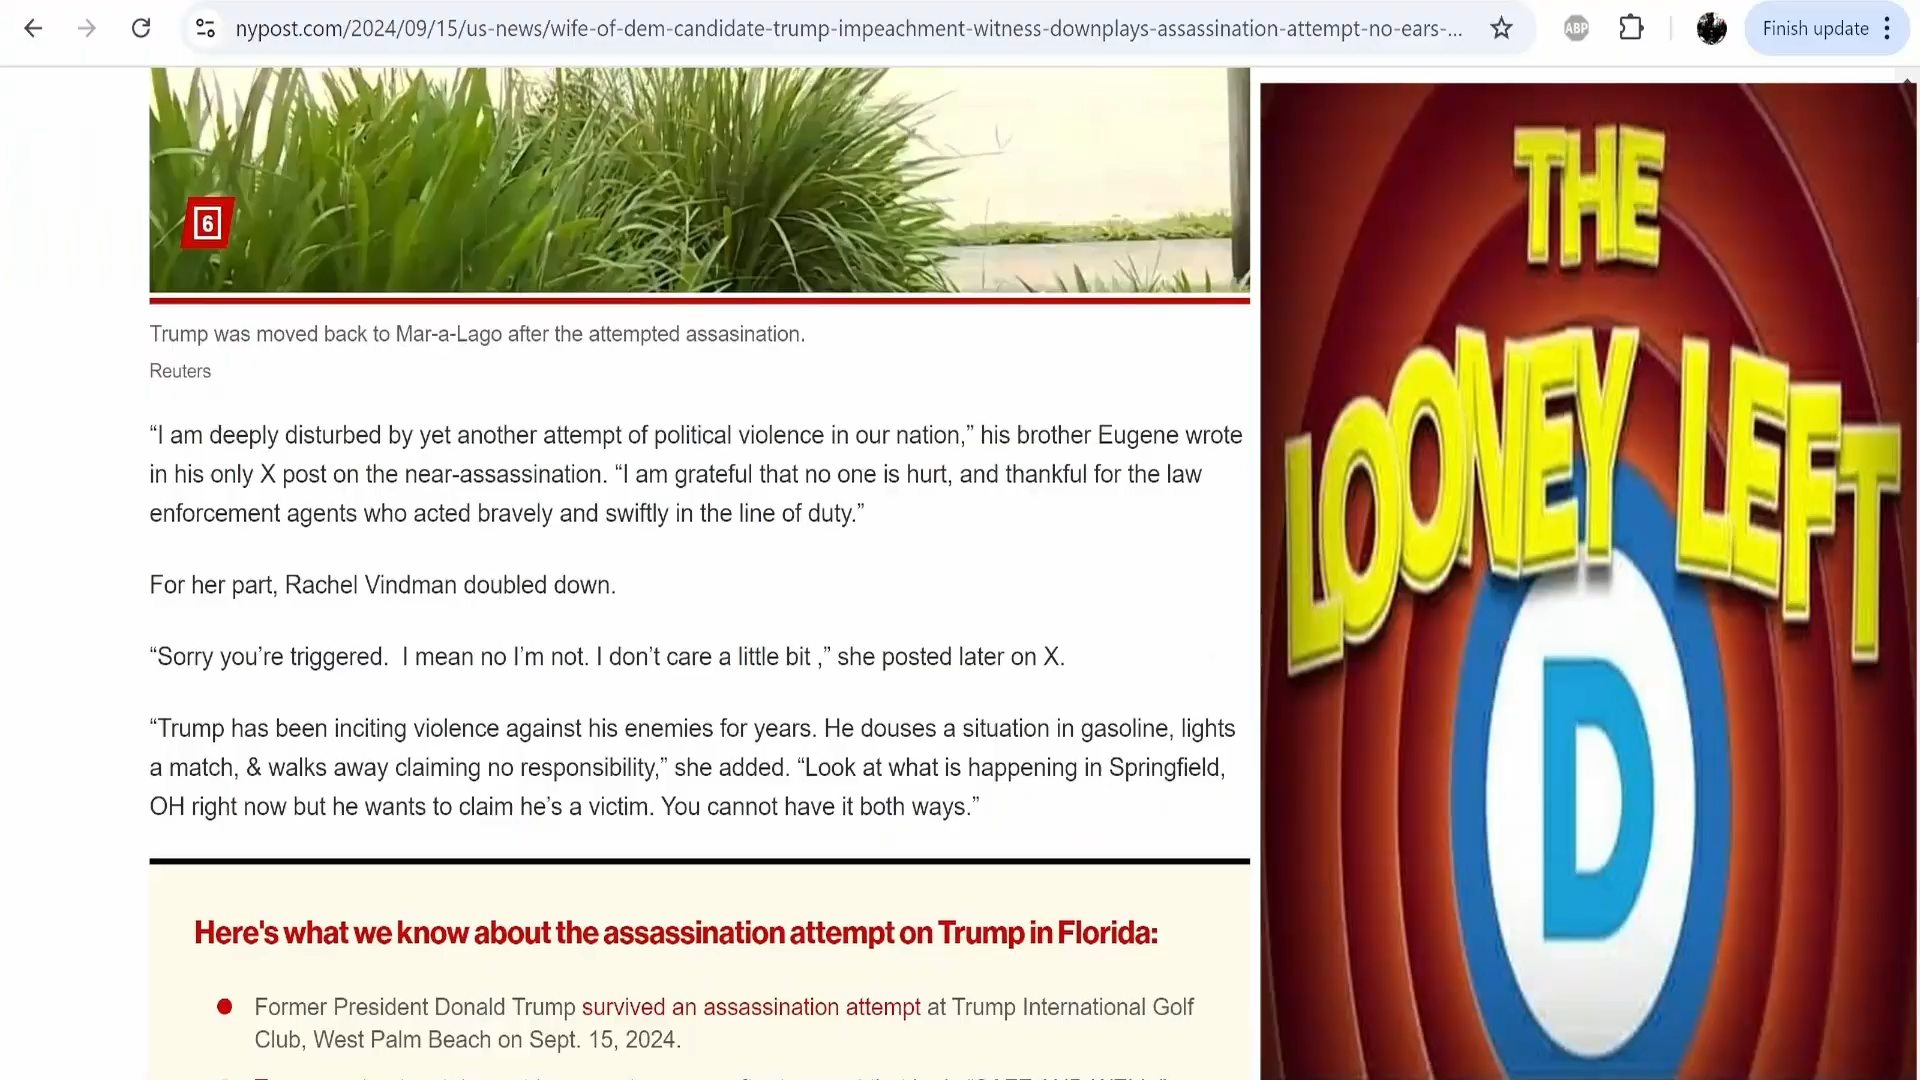 nypost.com/2024/09/15/us-news/wife-of-dem-candidate-trump-impeachment-witness-downplays-assassination-attempt-no-ears-...
ABP
Finish update
6
Trump was moved back to Mar-a-Lago after the attempted assasination.
Reuters
“I am deeply disturbed by yet another attempt of political violence in our nation,” his brother Eugene wrote
in his only X post on the near-assassination. “I am grateful that no one is hurt, and thankful for the law
enforcement agents who acted bravely and swiftly in the line of duty.”
For her part, Rachel Vindman doubled down.
“Sorry you’re triggered.  I mean no I’m not. I don’t care a little bit ,” she posted later on X.
“Trump has been inciting violence against his enemies for years. He douses a situation in gasoline, lights
a match, & walks away claiming no responsibility,” she added. “Look at what is happening in Springfield,
OH right now but he wants to claim he’s a victim. You cannot have it both ways.”
Here's what we know about the assassination attempt on Trump in Florida:
Former President Donald Trump survived an assassination attempt at Trump International Golf
Club, West Palm Beach on Sept. 15, 2024.
THE
LOONEY LEFT
D